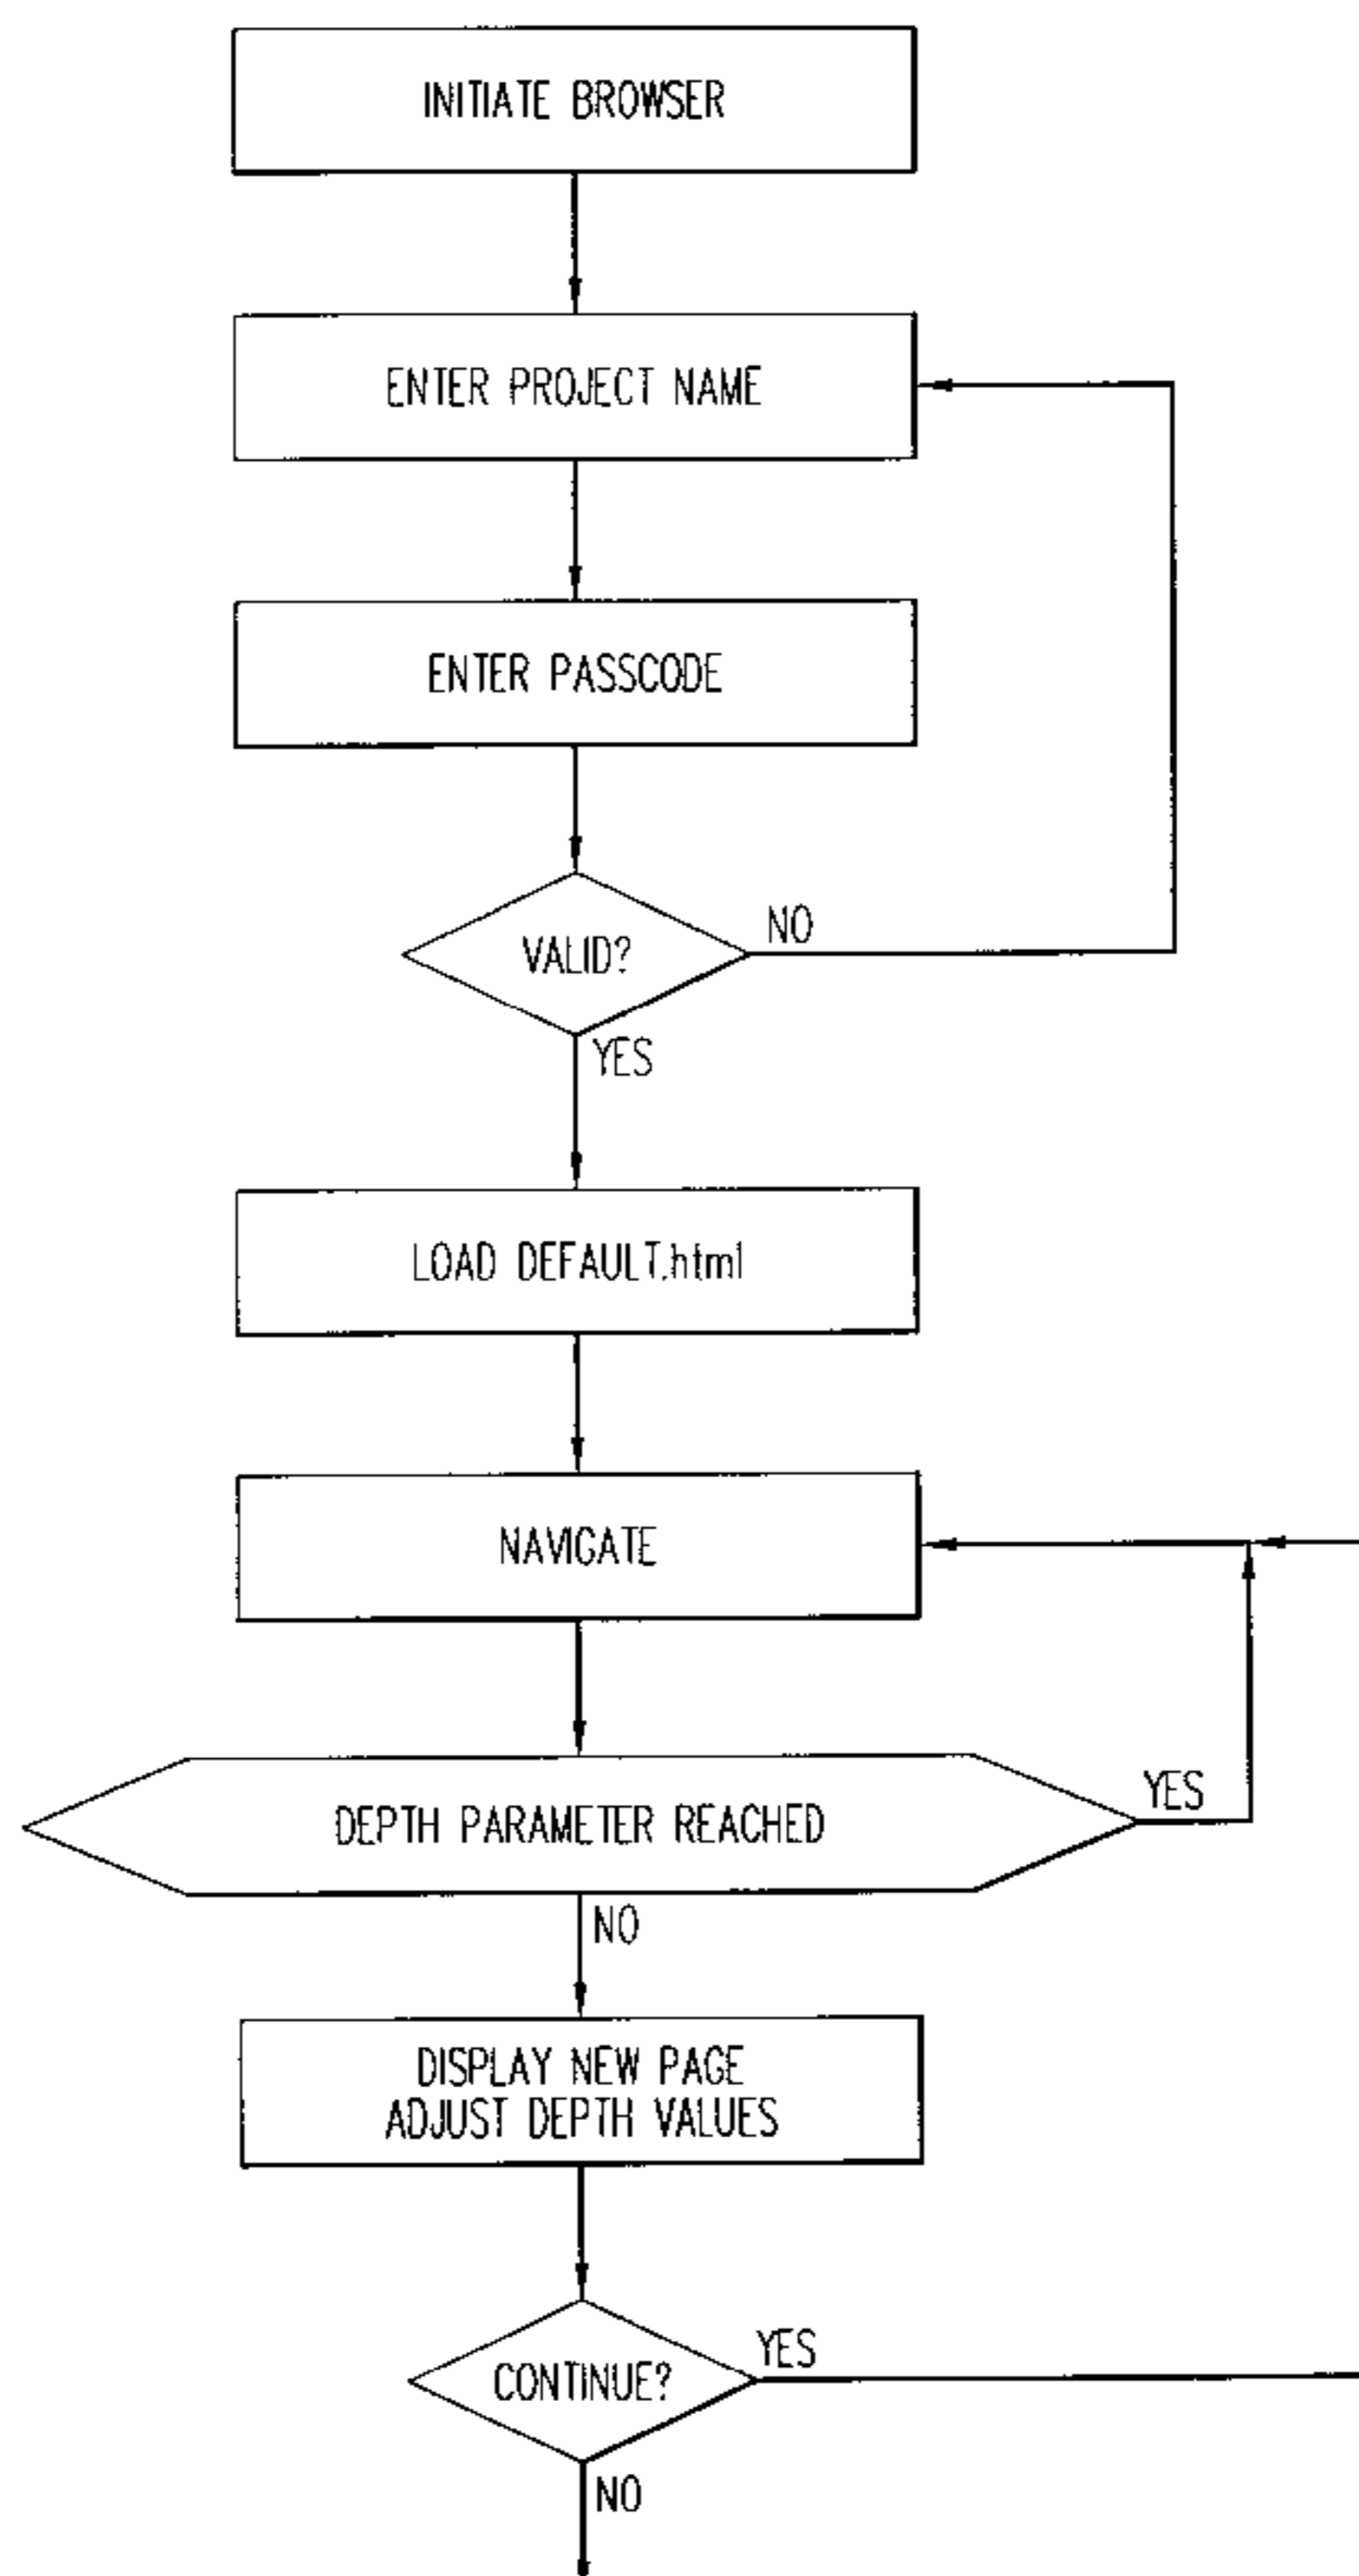 INITIATE BROWSER
ENTER PROJECT NAME
ENTER PASSCODE
VALID?
NO
YES
LOAD DEFAULT.html
NAVIGATE
DEPTH PARAMETER REACHED
YES
NO
DISPLAY NEW PAGE
ADJUST DEPTH VALUES
CONTINUE?
YES
NO